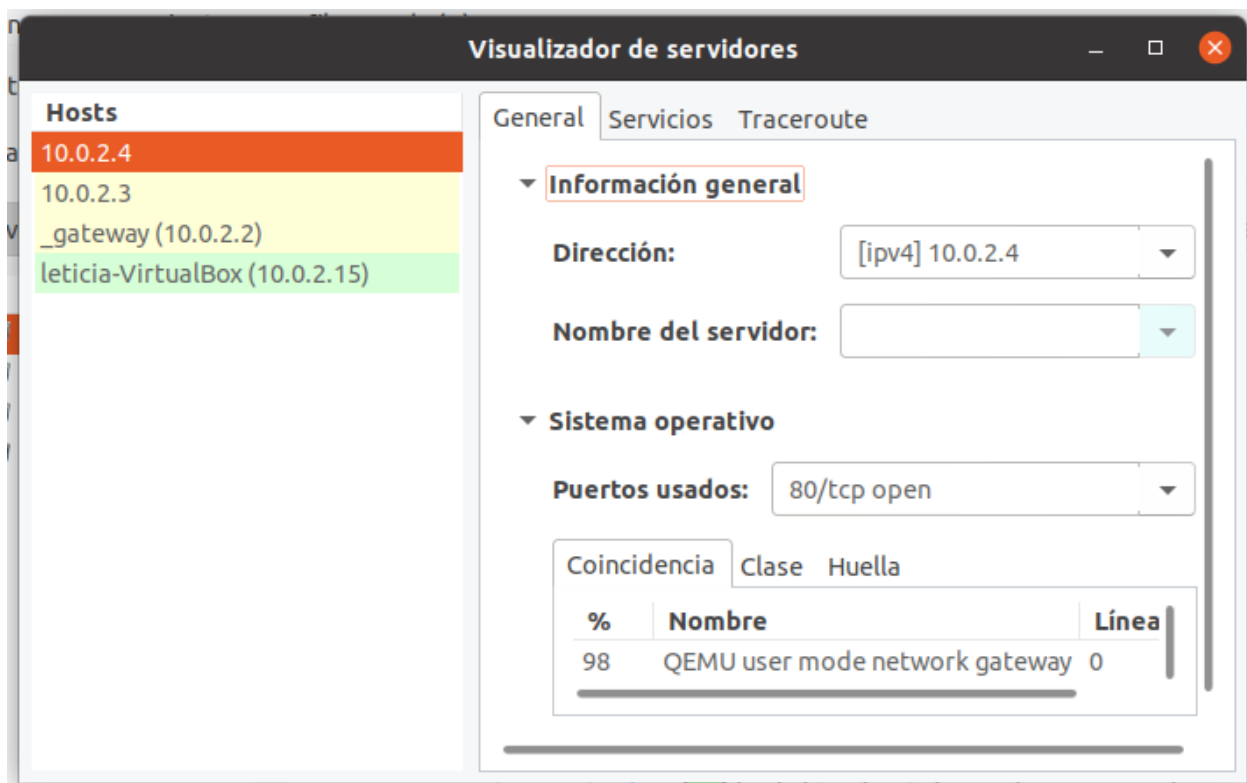 Visualizador de servidores
Hosts
10.0.2.4
10.0.2.3
_gateway (10.0.2.2)
leticia-VirtualBox (10.0.2.15)
General Servicios Traceroute
Información general
Dirección: [ipv4] 10.0.2.4
Nombre del servidor:
Sistema operativo
Puertos usados: 80/tcp open
Coincidencia Clase Huella
% Nombre Línea
98 QEMU user mode network gateway 0